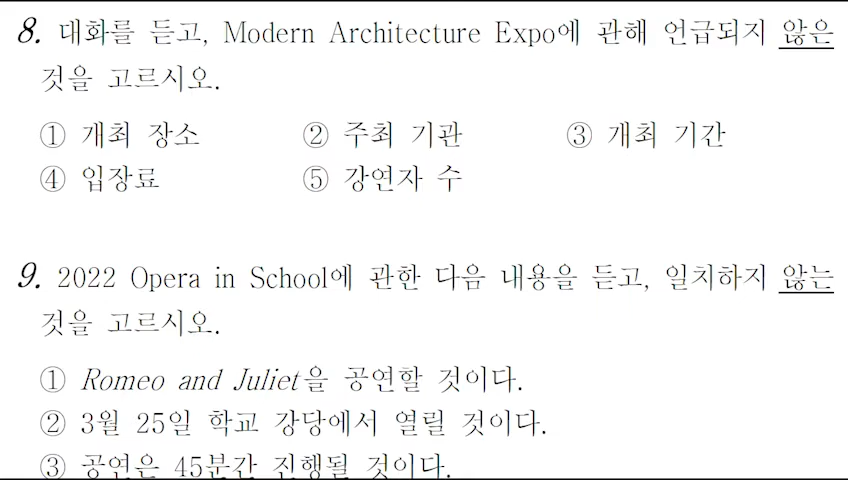 8. 대화를 듣고, Modern Architecture Expo에 관해 언급되지 않은
것을 고르시오.
① 개최 장소 ② 주최 기관 ③ 개최 기간
④ 입장료 ⑤ 강연자 수
9. 2022 Opera in School에 관한 다음 내용을 듣고, 일치하지 않는
것을 고르시오.
① Romeo and Juliet을 공연할 것이다.
② 3월 25일 학교 강당에서 열릴 것이다.
③ 공연은 45분간 진행될 것이다.